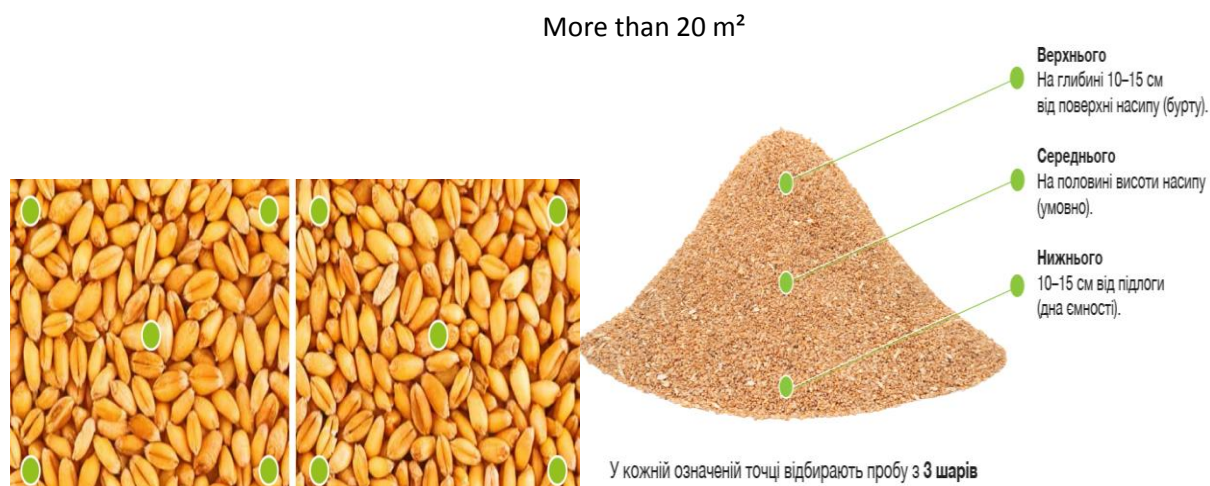 More than 20 m²
Верхнього
На глибині 10–15 см
від поверхні насипу (бурту).
Середнього
На половині висоти насипу
(умовно).
Нижнього
10–15 см від підлоги
(дна ємності).
У кожній означеній точці відбирають пробу з 3 шарів